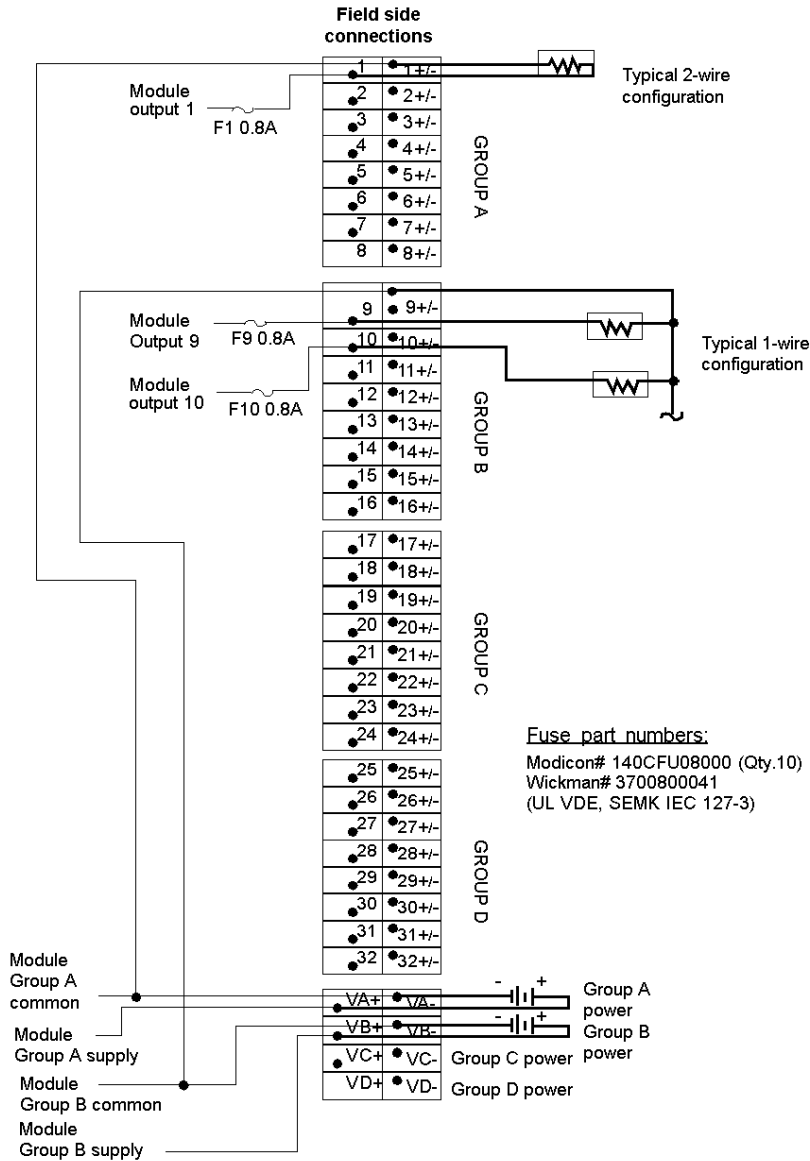 Field side
connections
1 1+/-
Typical 2-wire
configuration
Module
output 1
F1 0.8A
2 2+/-
3 3+/-
4 4+/-
5 5+/-
6 6+/-
7 7+/-
8 8+/-
GROUP A
9 9+/-
Module
Output 9
F9 0.8A
10 10+/-
Typical 1-wire
configuration
Module
output 10
F10 0.8A
11 11+/-
12 12+/-
13 13+/-
14 14+/-
15 15+/-
16 16+/-
GROUP B
17 17+/-
18 18+/-
19 19+/-
20 20+/-
21 21+/-
22 22+/-
23 23+/-
24 24+/-
GROUP C
Fuse part numbers:
Modicon# 140CFU08000 (Qty.10)
Wickman# 3700800041
(UL VDE, SEMK IEC 127-3)
25 25+/-
26 26+/-
27 27+/-
28 28+/-
29 29+/-
30 30+/-
31 31+/-
32 32+/-
GROUP D
Module
Group A
common
VA+ VA-
- +
Group A
power
Module
Group A supply
VB+ VB-
- +
Group B
power
VC+ VC- Group C power
Module
Group B common
VD+ VD- Group D power
Module
Group B supply